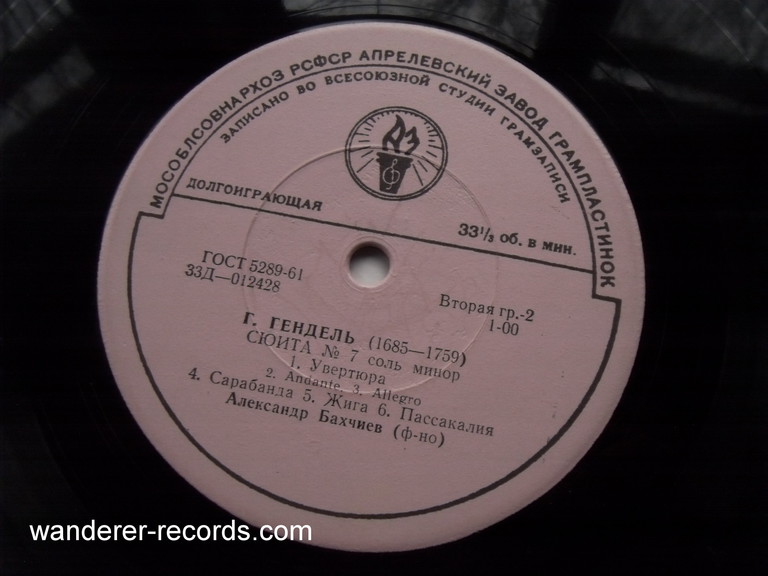 МОСОБЛСОВНАРХОЗ РСФСР АПРЕЛЕВСКИЙ ЗАВОД ГРАМПЛАСТИНОК
ЗАПИСАНО ВО ВСЕСОЮЗНОЙ СТУДИИ ГРАМЗАПИСИ
АЗ
ДОЛГОИГРАЮЩАЯ
33⅓ об. в мин.
ГОСТ 5289-61
33Д—012428
Вторая гр.-2
1-00
Г. ГЕНДЕЛЬ (1685—1759)
СЮИТА № 7 соль минор
1. Увертюра
2. Andante 3. Allegro
4. Сарабанда 5. Жига 6. Пассакалия
Александр Бахчиев (ф-но)
wanderer-records.com